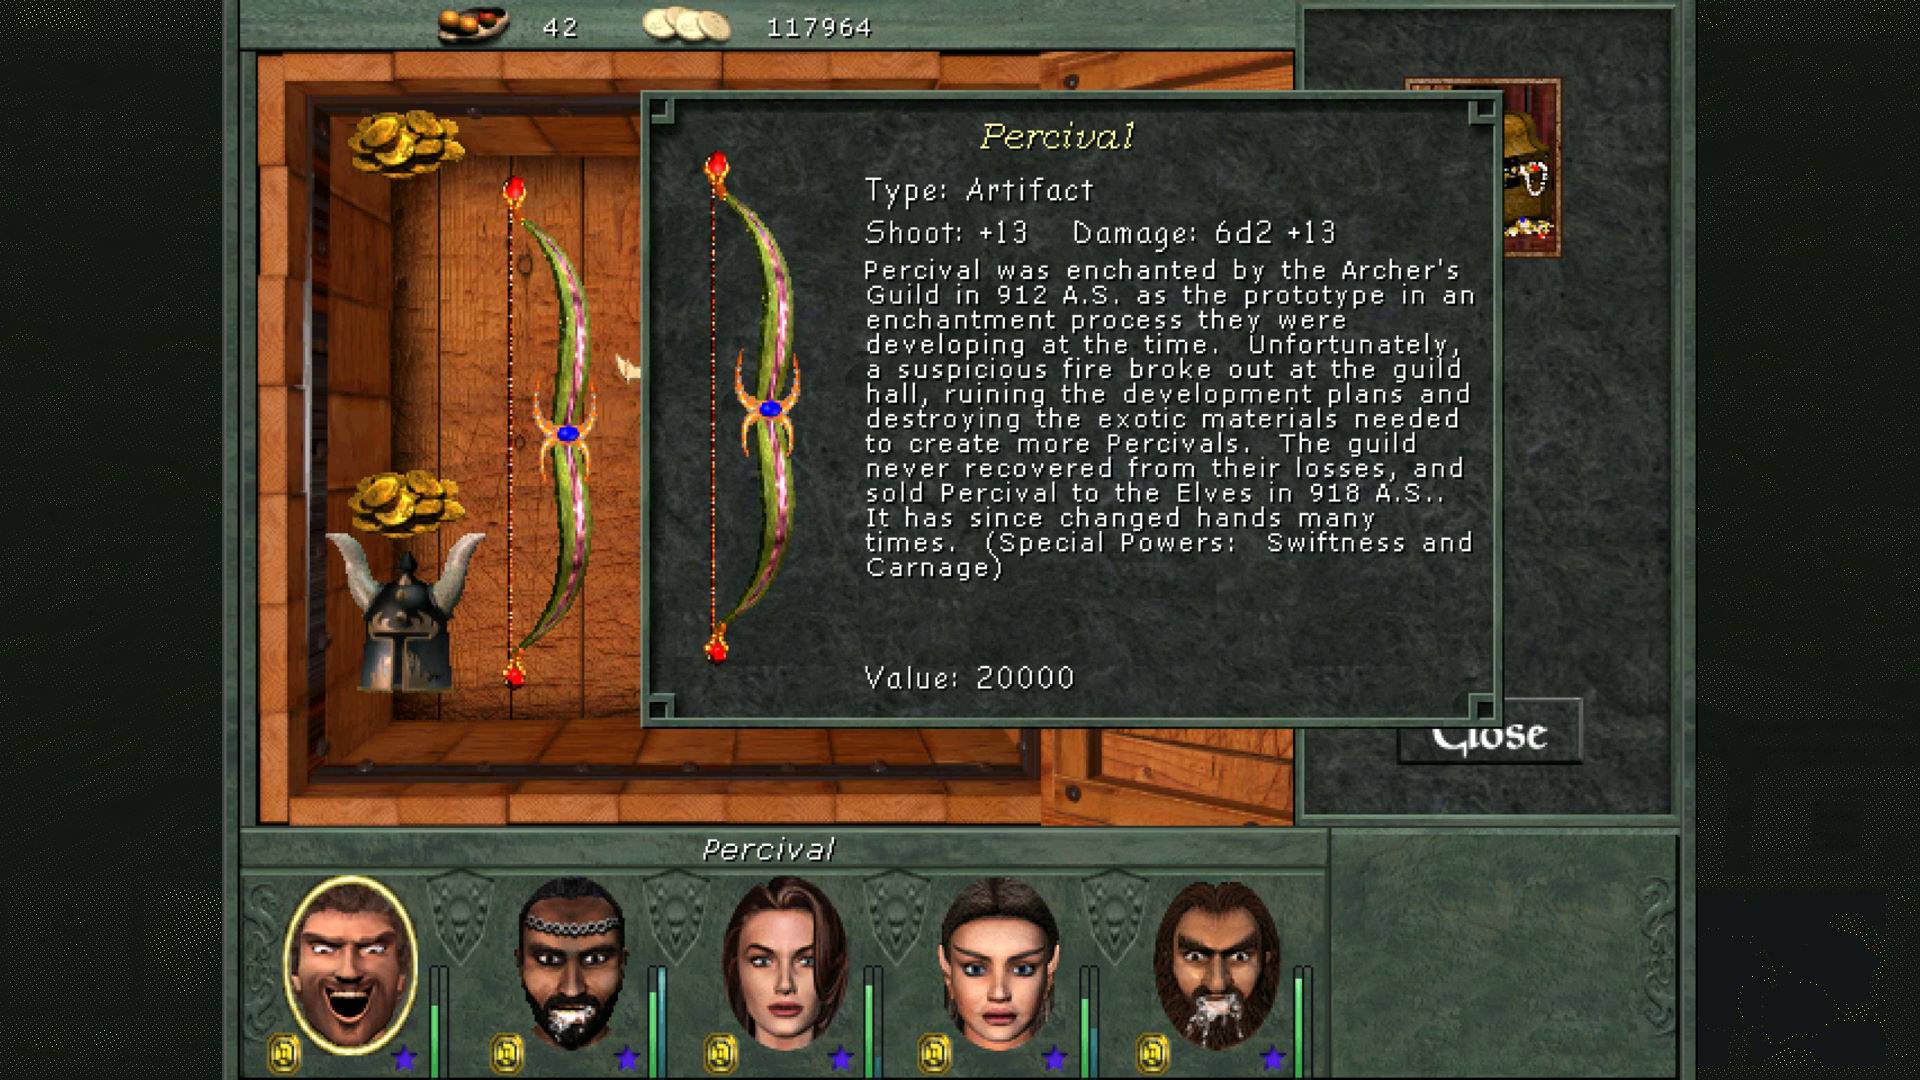 42 117964
Percival
Type: Artifact
Shoot: +13 Damage: 6d2 +13
Percival was enchanted by the Archer's
Guild in 912 A.S. as the prototype in an
enchantment process they were
developing at the time. Unfortunately,
a suspicious fire broke out at the guild
hall, ruining the development plans and
destroying the exotic materials needed
to create more Percivals. The guild
never recovered from their losses, and
sold Percival to the Elves in 918 A.S..
It has since changed hands many
times. (Special Powers: Swiftness and
Carnage)
Value: 20000
Close
Percival